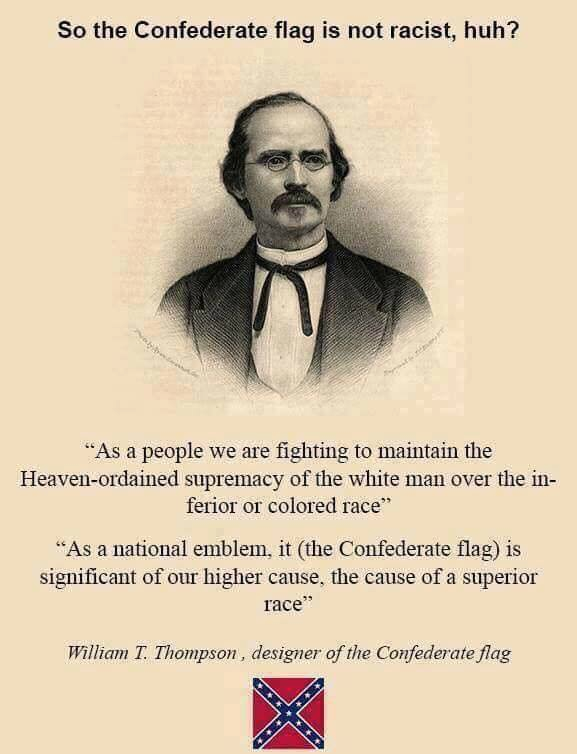 So the Confederate flag is not racist, huh?
“As a people we are fighting to maintain the
Heaven-ordained supremacy of the white man over the in-
ferior or colored race”
“As a national emblem, it (the Confederate flag) is
significant of our higher cause, the cause of a superior
race”
William T. Thompson , designer of the Confederate flag